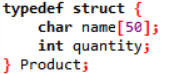 typedef struct {
    char name[50];
    int quantity;
} Product;